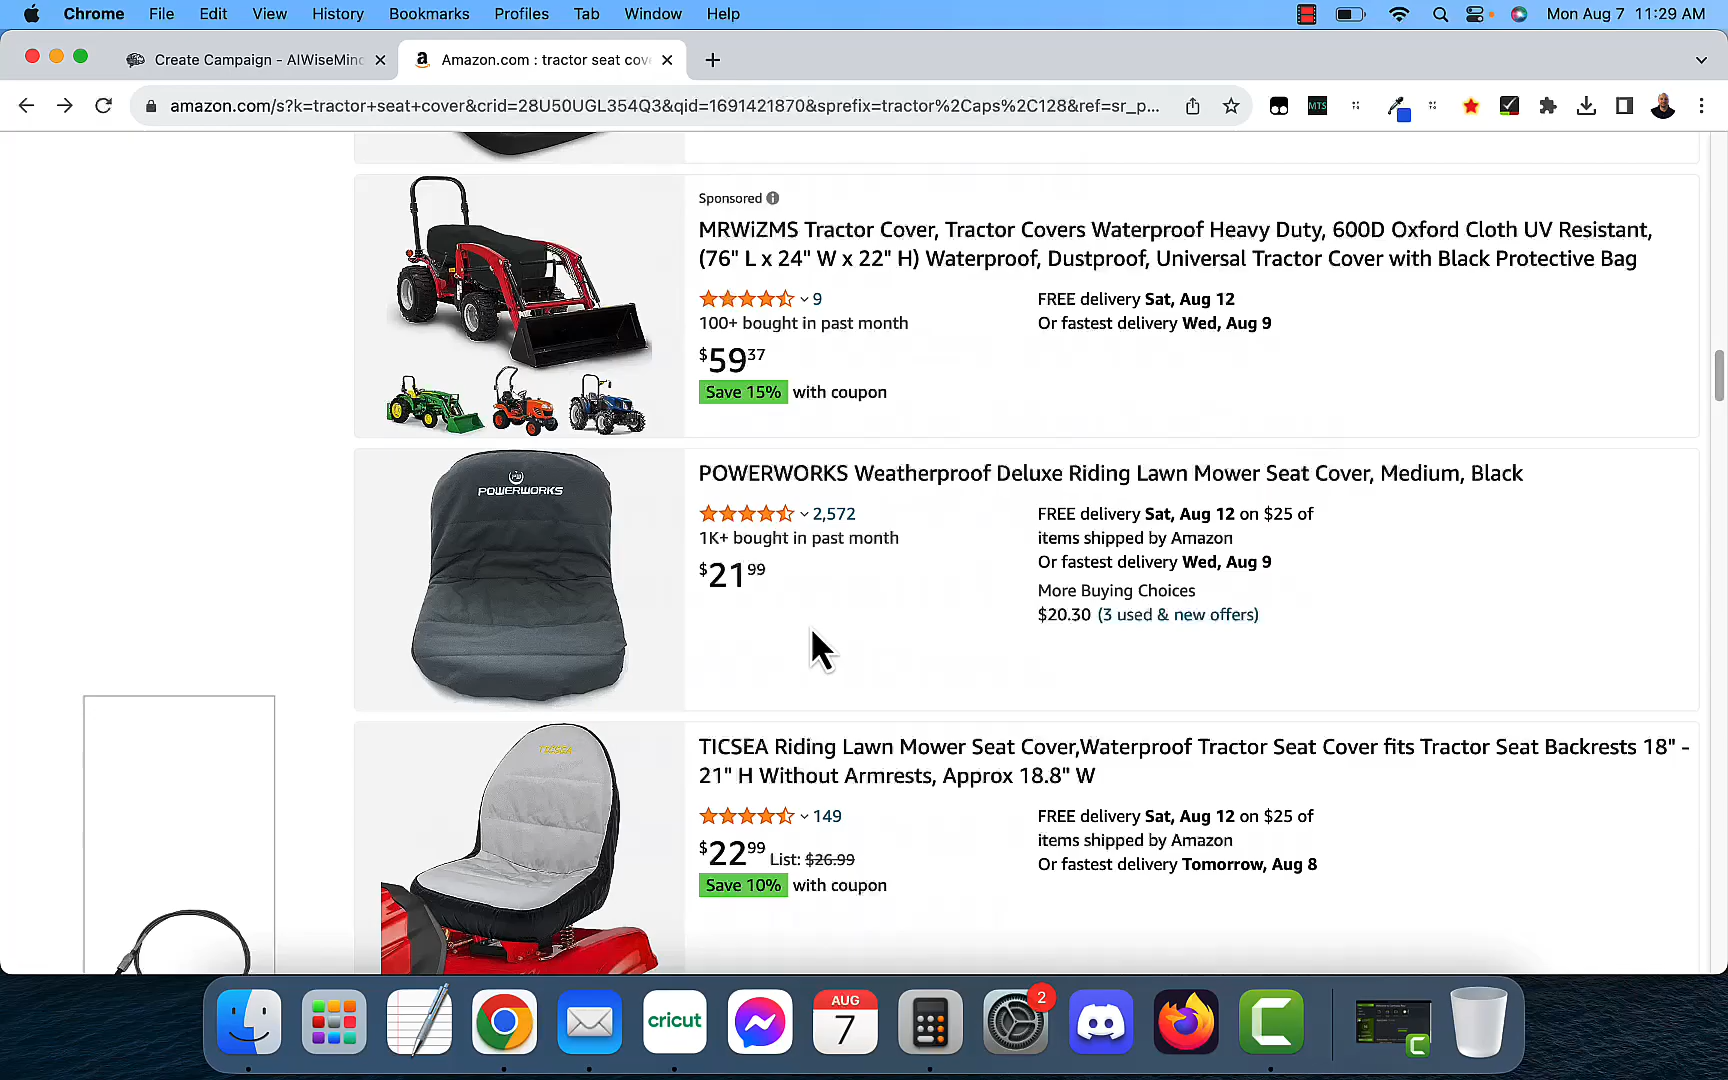 Chrome File Edit View History Bookmarks Profiles Tab Window Help Mon Aug 7 11:29 AM
Create Campaign - AIWiseMind Amazon.com : tractor seat cov
amazon.com/s?k=tractor+seat+cover&crid=28U50UGL354Q3&qid=1691421870&sprefix=tractor%2Caps%2C128&ref=sr_p...
MTS
Sponsored
MRWiZMS Tractor Cover, Tractor Covers Waterproof Heavy Duty, 600D Oxford Cloth UV Resistant,
(76" L x 24" W x 22" H) Waterproof, Dustproof, Universal Tractor Cover with Black Protective Bag
9
100+ bought in past month
$59 37
Save 15% with coupon
FREE delivery Sat, Aug 12
Or fastest delivery Wed, Aug 9
POWERWORKS
POWERWORKS Weatherproof Deluxe Riding Lawn Mower Seat Cover, Medium, Black
2,572
1K+ bought in past month
$21 99
FREE delivery Sat, Aug 12 on $25 of
items shipped by Amazon
Or fastest delivery Wed, Aug 9
More Buying Choices
$20.30 (3 used & new offers)
TICSEA
TICSEA Riding Lawn Mower Seat Cover,Waterproof Tractor Seat Cover fits Tractor Seat Backrests 18" -
21" H Without Armrests, Approx 18.8" W
149
$22 99 List: $26.99
Save 10% with coupon
FREE delivery Sat, Aug 12 on $25 of
items shipped by Amazon
Or fastest delivery Tomorrow, Aug 8
cricut
AUG
7
2